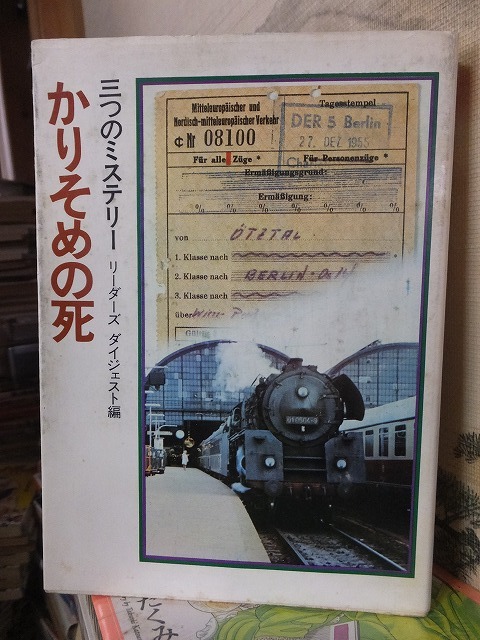 三つのミステリー
リーダーズ ダイジェスト編
かりそめの死
Mitteleuropäischer und
Nordisch-mitteleuropäischer Verkehr
Nr 08100
Tagesstempel
DER 5 Berlin
27. DEZ 1955
Für alle Züge *
Für Personenzüge *
Ermäßigungsgrund:
Ermäßigung:
von ÖTZTAL
1. Klasse nach
2. Klasse nach BERLIN
3. Klasse nach
über
たくみ